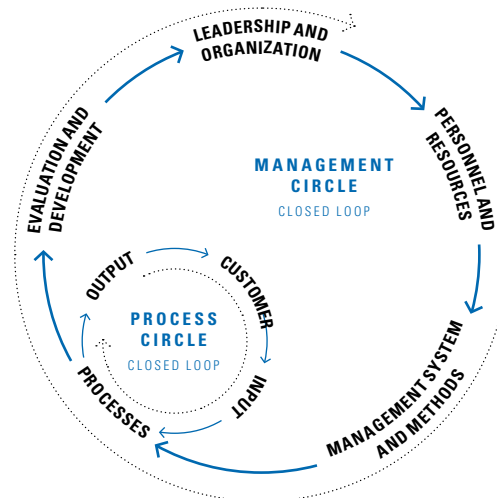 LEADERSHIP AND
ORGANIZATION
PERSONNEL AND
RESOURCES
MANAGEMENT SYSTEM
AND METHODS
PROCESSES
EVALUATION AND
DEVELOPMENT
MANAGEMENT
CIRCLE
CLOSED LOOP
OUTPUT
CUSTOMER
INPUT
PROCESS
CIRCLE
CLOSED LOOP